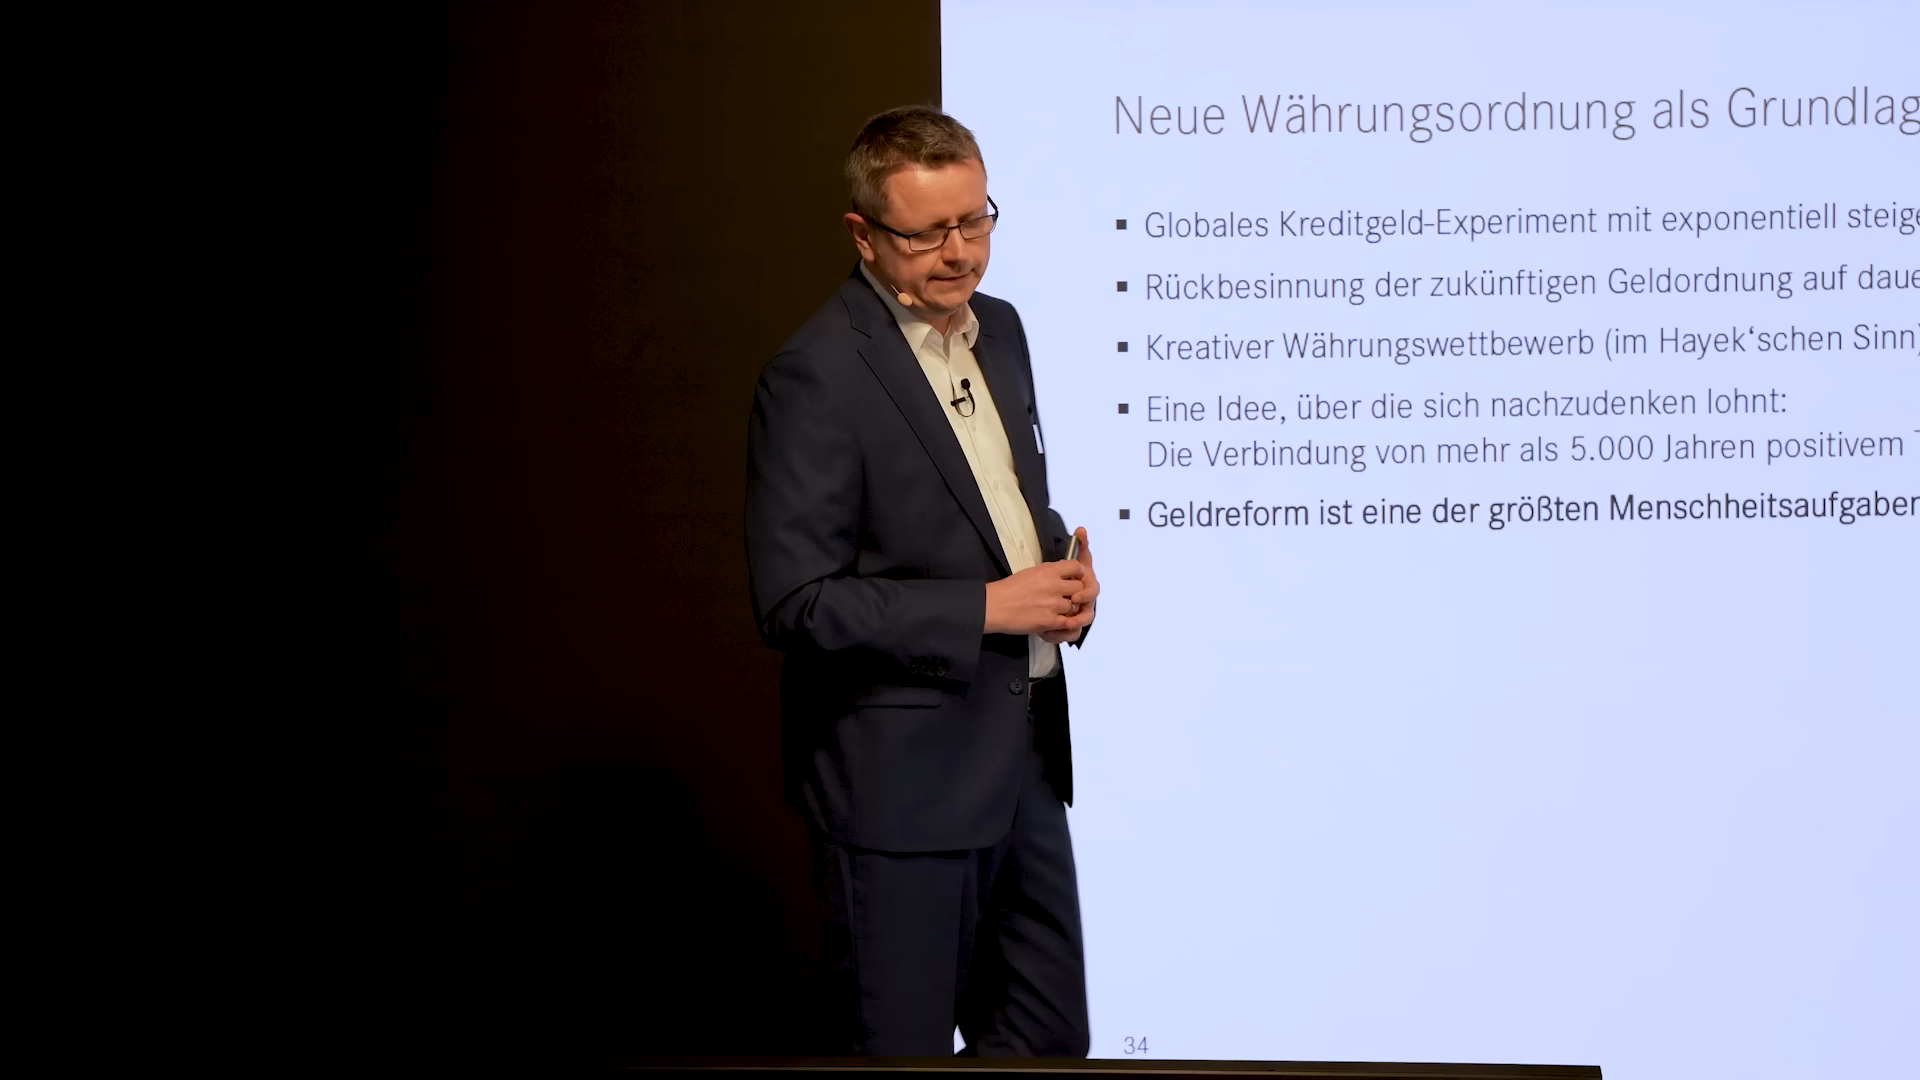 Neue Währungsordnung als Grundlag
Globales Kreditgeld-Experiment mit exponentiell steige
Rückbesinnung der zukünftigen Geldordnung auf daue
Kreativer Währungswettbewerb (im Hayek‘schen Sinn)
Eine Idee, über die sich nachzudenken lohnt:
Die Verbindung von mehr als 5.000 Jahren positivem
Geldreform ist eine der größten Menschheitsaufgaben
34